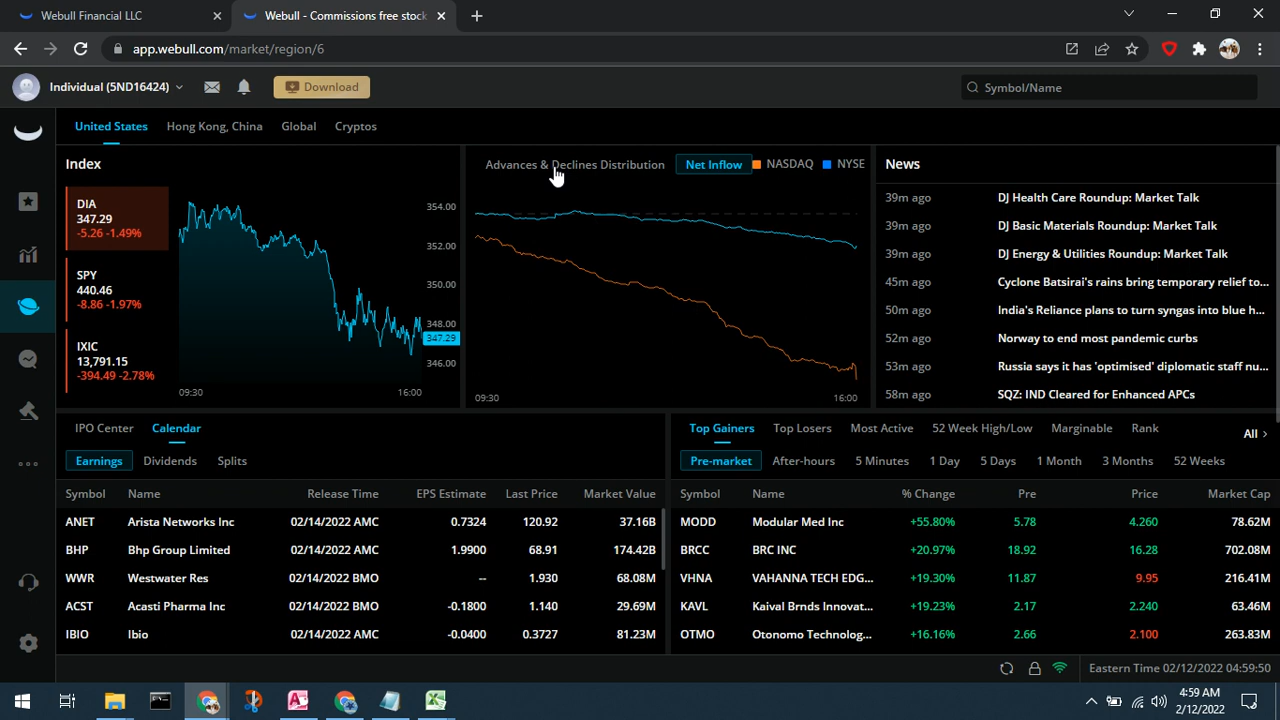 Webull Financial LLC
Webull - Commissions free stock
app.webull.com/market/region/6
Individual (5ND16424)
Download
Symbol/Name
United States Hong Kong, China Global Cryptos
Index
DIA
347.29
-5.26 -1.49%
SPY
440.46
-8.86 -1.97%
IXIC
13,791.15
-394.49 -2.78%
354.00
352.00
350.00
348.00
347.29
346.00
09:30 16:00
Advances & Declines Distribution Net Inflow NASDAQ NYSE
09:30 16:00
News
39m ago DJ Health Care Roundup: Market Talk
39m ago DJ Basic Materials Roundup: Market Talk
39m ago DJ Energy & Utilities Roundup: Market Talk
45m ago Cyclone Batsirai's rains bring temporary relief to...
50m ago India's Reliance plans to turn syngas into blue h...
52m ago Norway to end most pandemic curbs
53m ago Russia says it has 'optimised' diplomatic staff nu...
58m ago SQZ: IND Cleared for Enhanced APCs
IPO Center Calendar
Earnings Dividends Splits
Symbol Name Release Time EPS Estimate Last Price Market Value
ANET Arista Networks Inc 02/14/2022 AMC 0.7324 120.92 37.16B
BHP Bhp Group Limited 02/14/2022 AMC 1.9900 68.91 174.42B
WWR Westwater Res 02/14/2022 BMO -- 1.930 68.08M
ACST Acasti Pharma Inc 02/14/2022 BMO -0.1800 1.140 29.69M
IBIO Ibio 02/14/2022 BMO -0.0400 0.3727 81.23M
Top Gainers Top Losers Most Active 52 Week High/Low Marginable Rank
All >
Pre-market After-hours 5 Minutes 1 Day 5 Days 1 Month 3 Months 52 Weeks
Symbol Name % Change Pre Price Market Cap
MODD Modular Med Inc +55.80% 5.78 4.260 78.62M
BRCC BRC INC +20.97% 18.92 16.28 702.08M
VHNA VAHANNA TECH EDG... +19.30% 11.87 9.95 216.41M
KAVL Kaival Brnds Innovat... +19.23% 2.17 2.240 63.46M
OTMO Otonomo Technolog... +16.16% 2.66 2.100 263.83M
Eastern Time 02/12/2022 04:59:50
4:59 AM
2/12/2022